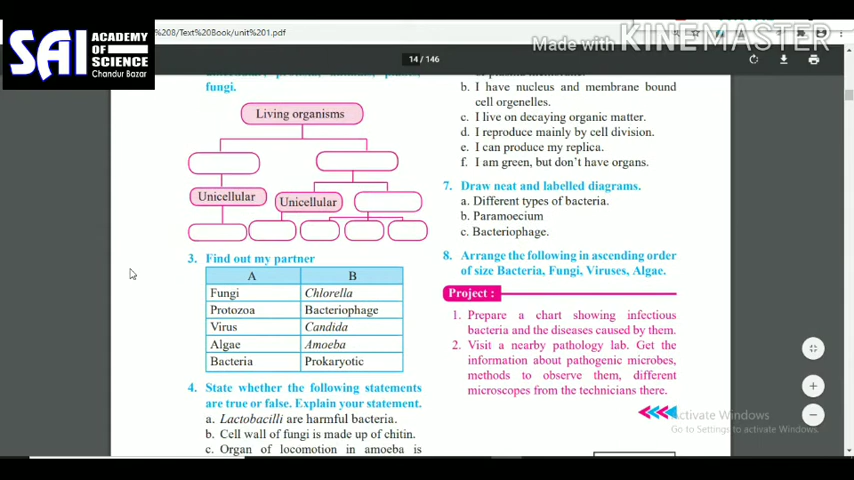 SAI ACADEMY
OF
SCIENCE
Chandur Bazar
%208/Text%20Book/unit%201.pdf
Made with KINEMASTER
14 / 146
fungi.
Living organisms
Unicellular
Unicellular
3. Find out my partner
A B
Fungi Chlorella
Protozoa Bacteriophage
Virus Candida
Algae Amoeba
Bacteria Prokaryotic
4. State whether the following statements
are true or false. Explain your statement.
a. Lactobacilli are harmful bacteria.
b. Cell wall of fungi is made up of chitin.
c. Organ of locomotion in amoeba is
b. I have nucleus and membrane bound
cell orgenelles.
c. I live on decaying organic matter.
d. I reproduce mainly by cell division.
e. I can produce my replica.
f. I am green, but don't have organs.
7. Draw neat and labelled diagrams.
a. Different types of bacteria.
b. Paramoecium
c. Bacteriophage.
8. Arrange the following in ascending order
of size Bacteria, Fungi, Viruses, Algae.
Project :
1. Prepare a chart showing infectious
bacteria and the diseases caused by them.
2. Visit a nearby pathology lab. Get the
information about pathogenic microbes,
methods to observe them, different
microscopes from the technicians there.
Activate Windows
Go to Settings to activate Windows.